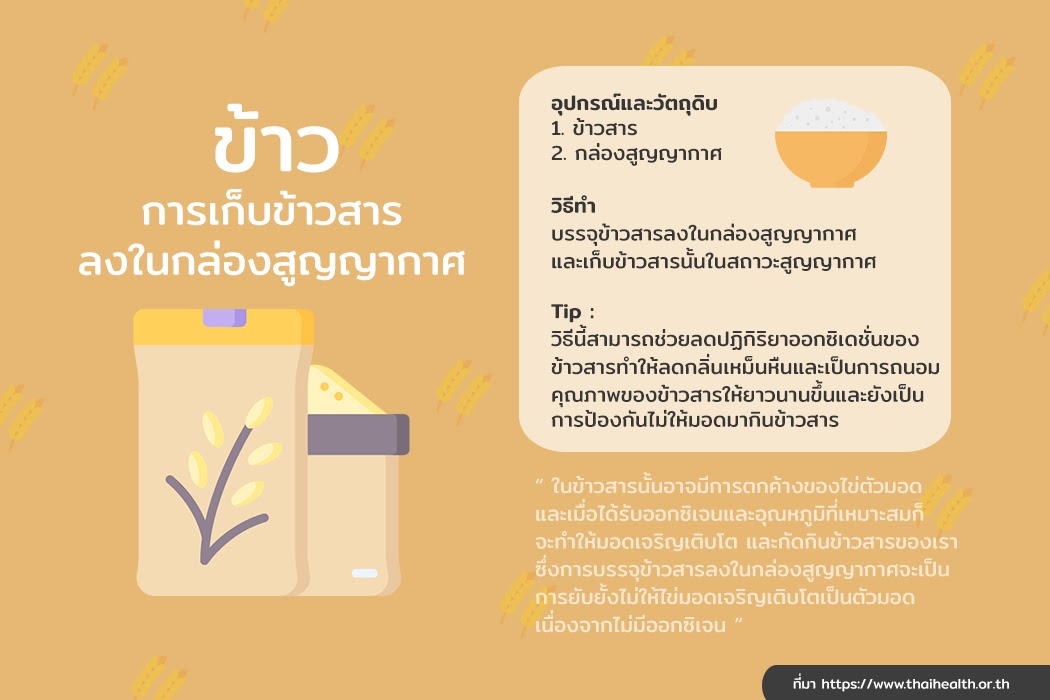 ข้าว
การเก็บข้าวสาร
ลงในกล่องสูญญากาศ
อุปกรณ์และวัตถุดิบ
1. ข้าวสาร
2. กล่องสูญญากาศ
วิธีทำ
บรรจุข้าวสารลงในกล่องสูญญากาศ
และเก็บข้าวสารนั้นในสถาวะสูญญากาศ
Tip :
วิธีนี้สามารถช่วยลดปฏิกิริยาออกซิเดชั่นของ
ข้าวสารทำให้ลดกลิ่นเหม็นหืนและเป็นการถนอม
คุณภาพของข้าวสารให้ยาวนานขึ้นและยังเป็น
การป้องกันไม่ให้มอดมากินข้าวสาร
“ ในข้าวสารนั้นอาจมีการตกค้างของไข่ตัวมอด
และเมื่อได้รับออกซิเจนและอุณหภูมิที่เหมาะสมก็
จะทำให้มอดเจริญเติบโต และกัดกินข้าวสารของเรา
ซึ่งการบรรจุข้าวสารลงในกล่องสูญญากาศจะเป็น
การยับยั้งไม่ให้ไข่มอดเจริญเติบโตเป็นตัวมอด
เนื่องจากไม่มีออกซิเจน “
ที่มา https://www.thaihealth.or.th